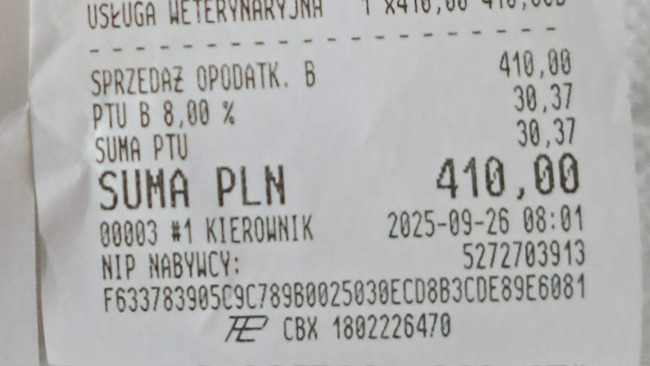 USŁUGA WETERYNARYJNA 1 x410,00 410,00B
SPRZEDAŻ OPODATK. B 410,00
PTU B 8,00 % 30,37
SUMA PTU 30,37
SUMA PLN 410,00
00003 #1 KIEROWNIK 2025-09-26 08:01
NIP NABYWCY: 5272703913
F633783905C9C789B0025030ECD8B3CDE89E6081
CBX 1802226470